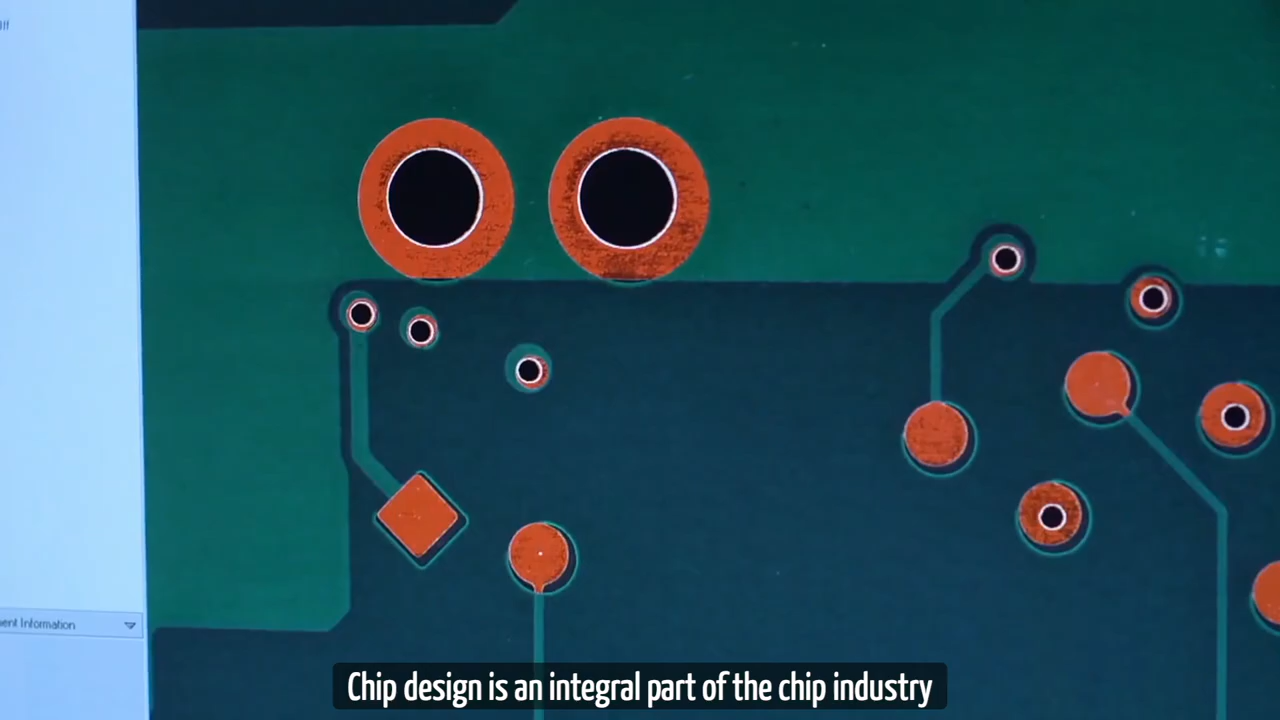 ent Information
Chip design is an integral part of the chip industry